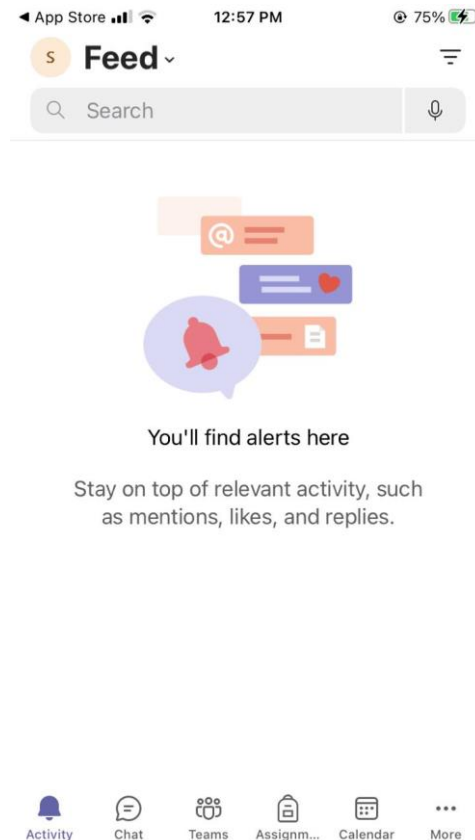 ◀ App Store 12:57 PM 75%
S Feed
Search
@
You'll find alerts here
Stay on top of relevant activity, such
as mentions, likes, and replies.
Activity Chat Teams Assignm... Calendar More